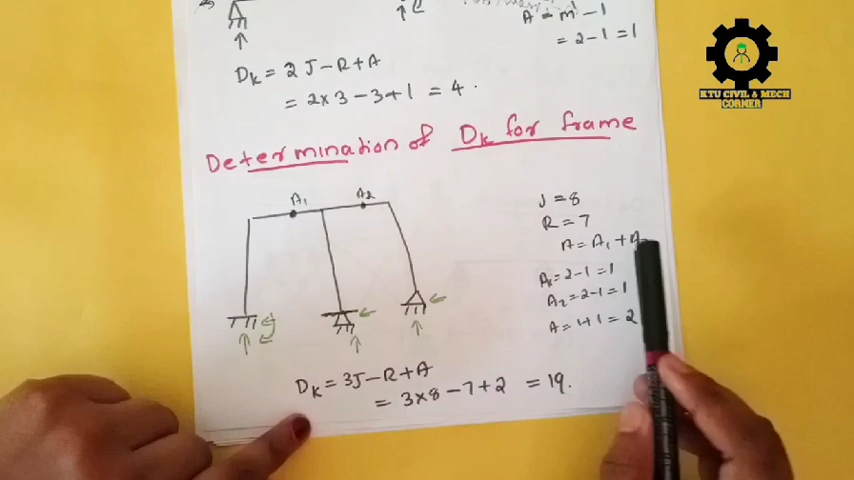 A = m' - 1
= 2-1 = 1
Dk = 2J-R+A
= 2x3-3+1 = 4.
Determination of Dk for frame
A1 A2
J = 8
R = 7
A = A1 + A
A1 = 2-1 = 1
A2 = 2-1 = 1
A = 1+1 = 2
Dk = 3J-R+A
= 3x8-7+2 = 19.
KTU CIVIL & MECH
CORNER